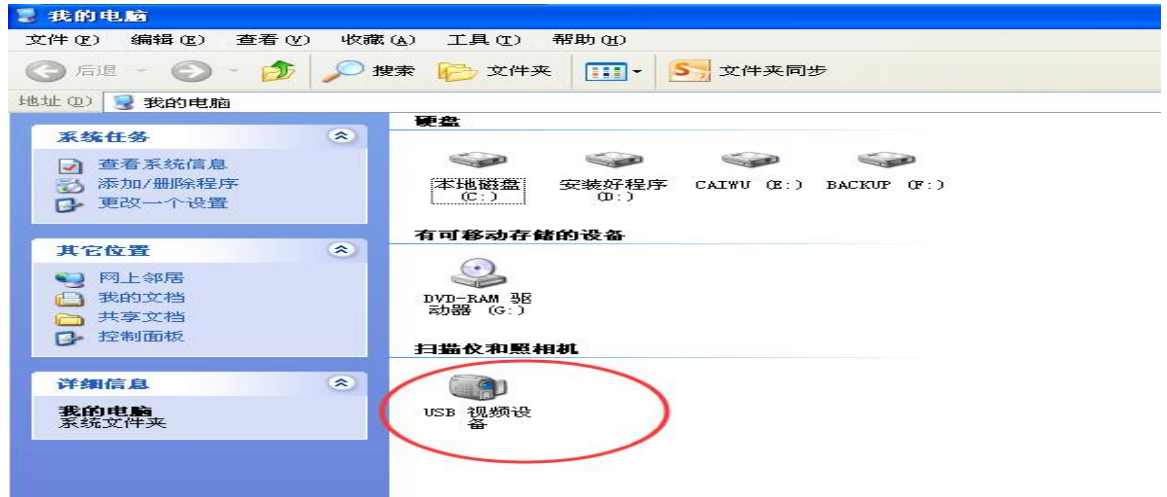 我的电脑
文件(F) 编辑(E) 查看(V) 收藏(A) 工具(T) 帮助(H)
后退 搜索 文件夹 文件夹同步
地址(D) 我的电脑
系统任务
查看系统信息
添加/删除程序
更改一个设置
其它位置
网上邻居
我的文档
共享文档
控制面板
详细信息
我的电脑
系统文件夹
硬盘
本地磁盘
(C:)
安装好程序
(D:)
CAIWU (E:)
BACKUP (F:)
有可移动存储的设备
DVD-RAM 驱
动器 (G:)
扫描仪和照相机
USB 视频设
备